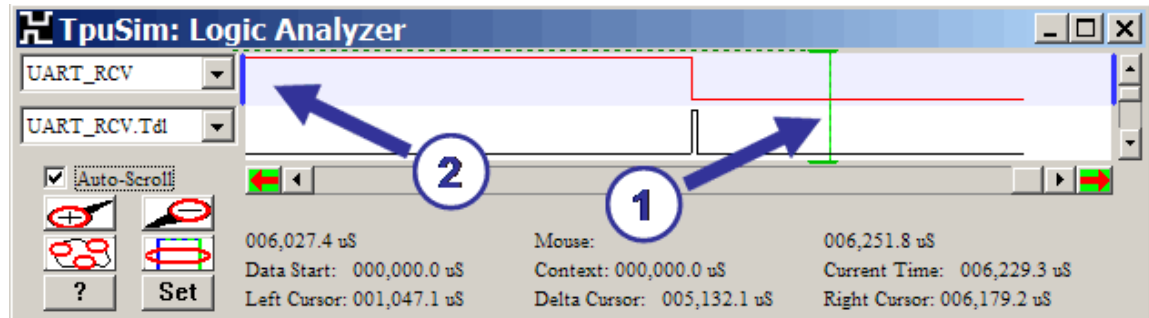 TpuSim: Logic Analyzer
UART_RCV
UART_RCV.Tdl
Auto-Scroll
2
1
006,027.4 uS Mouse: 006,251.8 uS
Data Start: 000,000.0 uS Context: 000,000.0 uS Current Time: 006,229.3 uS
? Set Left Cursor: 001,047.1 uS Delta Cursor: 005,132.1 uS Right Cursor: 006,179.2 uS